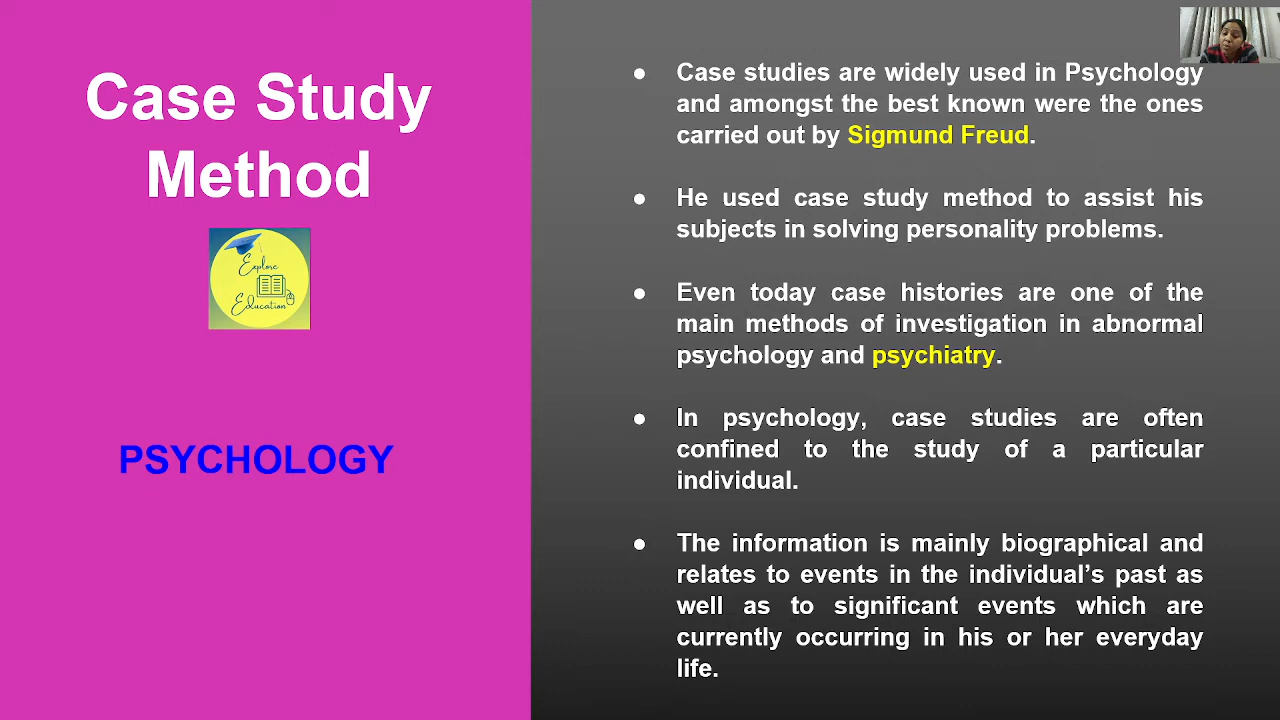 Case Study
Method
Explore
Education
PSYCHOLOGY
● Case studies are widely used in Psychology
and amongst the best known were the ones
carried out by Sigmund Freud.
● He used case study method to assist his
subjects in solving personality problems.
● Even today case histories are one of the
main methods of investigation in abnormal
psychology and psychiatry.
● In psychology, case studies are often
confined to the study of a particular
individual.
● The information is mainly biographical and
relates to events in the individual’s past as
well as to significant events which are
currently occurring in his or her everyday
life.